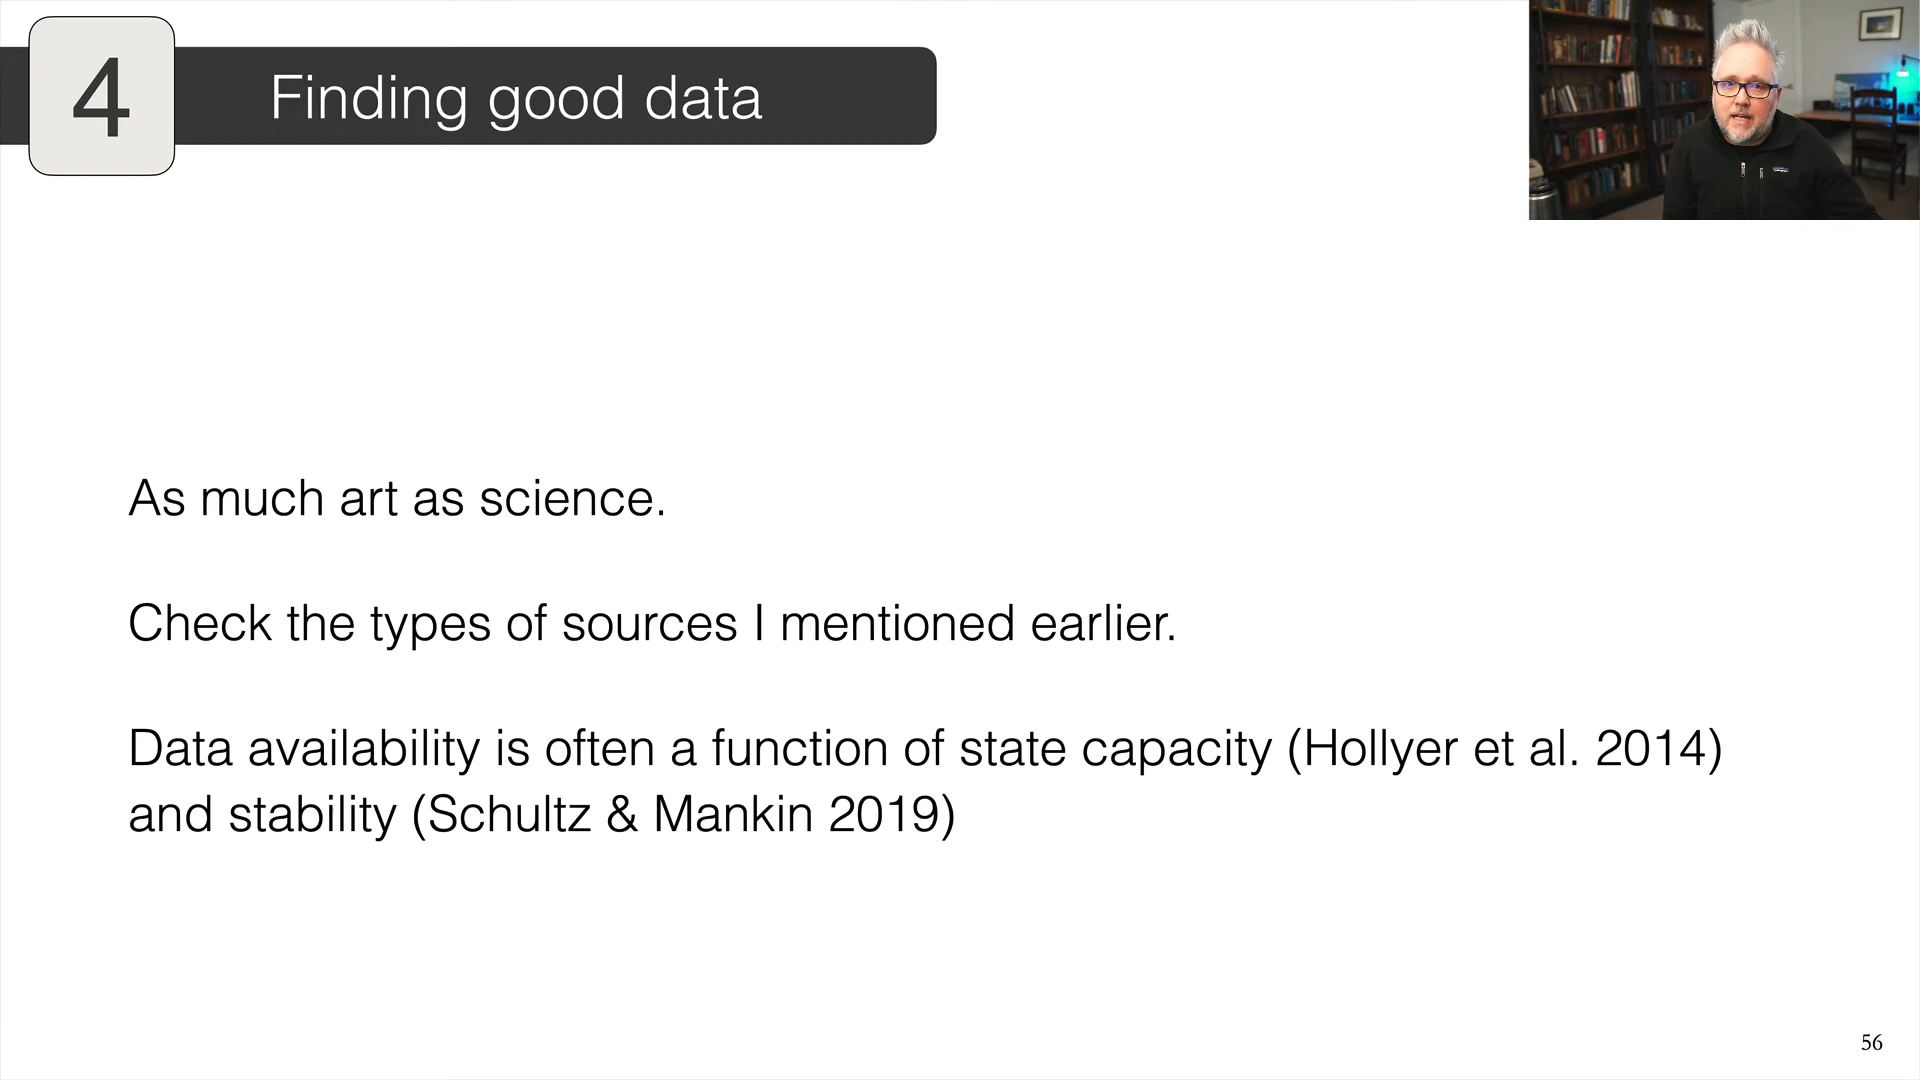 4
Finding good data
As much art as science.
Check the types of sources I mentioned earlier.
Data availability is often a function of state capacity (Hollyer et al. 2014)
and stability (Schultz & Mankin 2019)
56